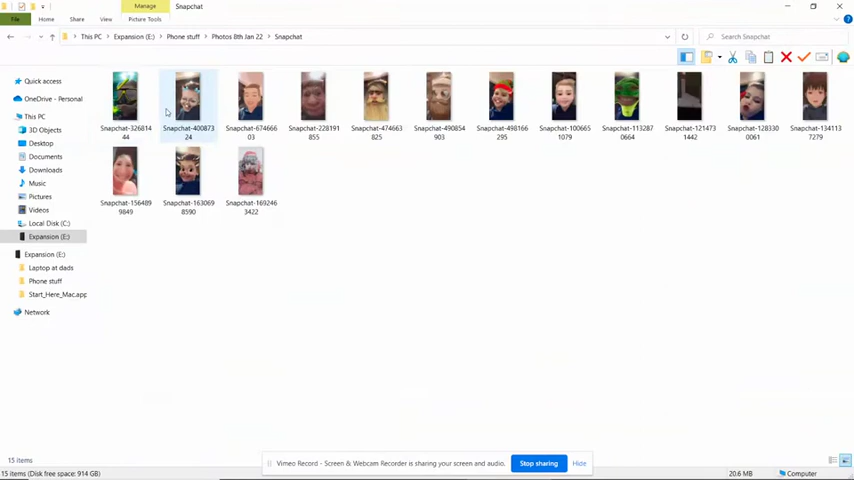 Manage
Snapchat
File
Home
Share
View
Picture Tools
This PC
Expansion (E:)
Phone stuff
Photos 8th Jan 22
Snapchat
Search Snapchat
Quick access
OneDrive - Personal
This PC
3D Objects
Desktop
Documents
Downloads
Music
Pictures
Videos
Local Disk (C:)
Expansion (E:)
Expansion (E:)
Laptop at dads
Phone stuff
Start_Here_Mac.app
Network
Snapchat-326814
44
Snapchat-400873
24
Snapchat-674666
03
Snapchat-228191
855
Snapchat-474663
825
Snapchat-490854
903
Snapchat-498166
295
Snapchat-100665
1079
Snapchat-113287
0664
Snapchat-121473
1442
Snapchat-128330
0061
Snapchat-134113
7279
Snapchat-156489
9849
Snapchat-163069
8590
Snapchat-169246
3422
15 items
Vimeo Record - Screen & Webcam Recorder is sharing your screen and audio.
Stop sharing
Hide
15 items (Disk free space: 914 GB)
20.6 MB
Computer